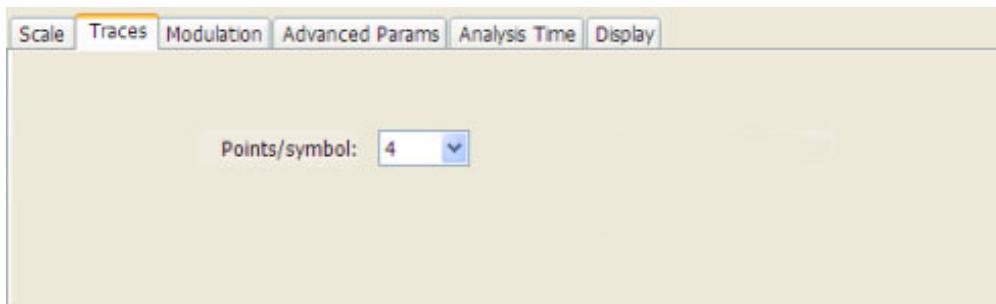 Scale Traces Modulation Advanced Params Analysis Time Display
Points/symbol: 4